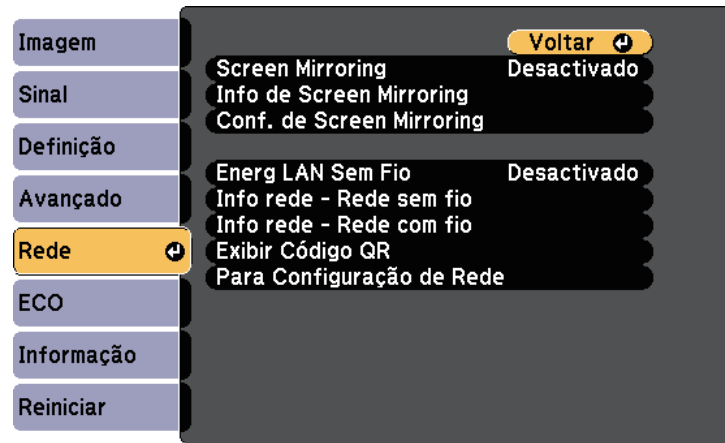 Imagem
Sinal
Definição
Avançado
Rede
ECO
Informação
Reiniciar
Voltar
Screen Mirroring Desactivado
Info de Screen Mirroring
Conf. de Screen Mirroring
Energ LAN Sem Fio Desactivado
Info rede - Rede sem fio
Info rede - Rede com fio
Exibir Código QR
Para Configuração de Rede